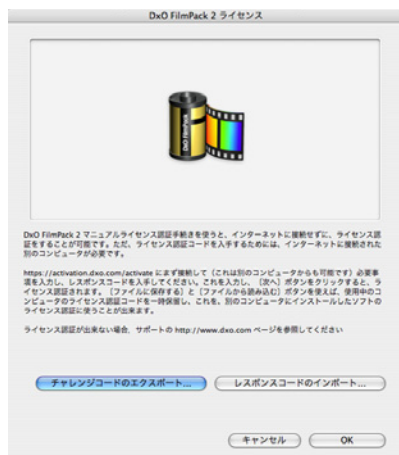 DxO FilmPack 2 ライセンス
DxO FilmPack
DxO FilmPack 2 マニュアルライセンス認証手続きを使うと、インターネットに接続せずに、ライセンス認
証をすることが可能です。ただ、ライセンス認証コードを入手するためには、インターネットに接続された
別のコンピュータが必要です。
https://activation.dxo.com/activate にまず接続して（これは別のコンピュータからも可能です）必要事
項を入力し、レスポンスコードを入手してください。これを入力し、［次へ］ボタンをクリックすると、ラ
イセンス認証されます。［ファイルに保存する］と［ファイルから読み込む］ボタンを使えば、使用中のコ
ンピュータのライセンス認証コードを一時保留し、これを。別のコンピュータにインストールしたソフトの
ライセンス認証に使うことが出来ます。
ライセンス認証が出来ない場合、サポートの http://www.dxo.com ページを参照してください
チャレンジコードのエクスポート...
レスポンスコードのインポート...
キャンセル
OK